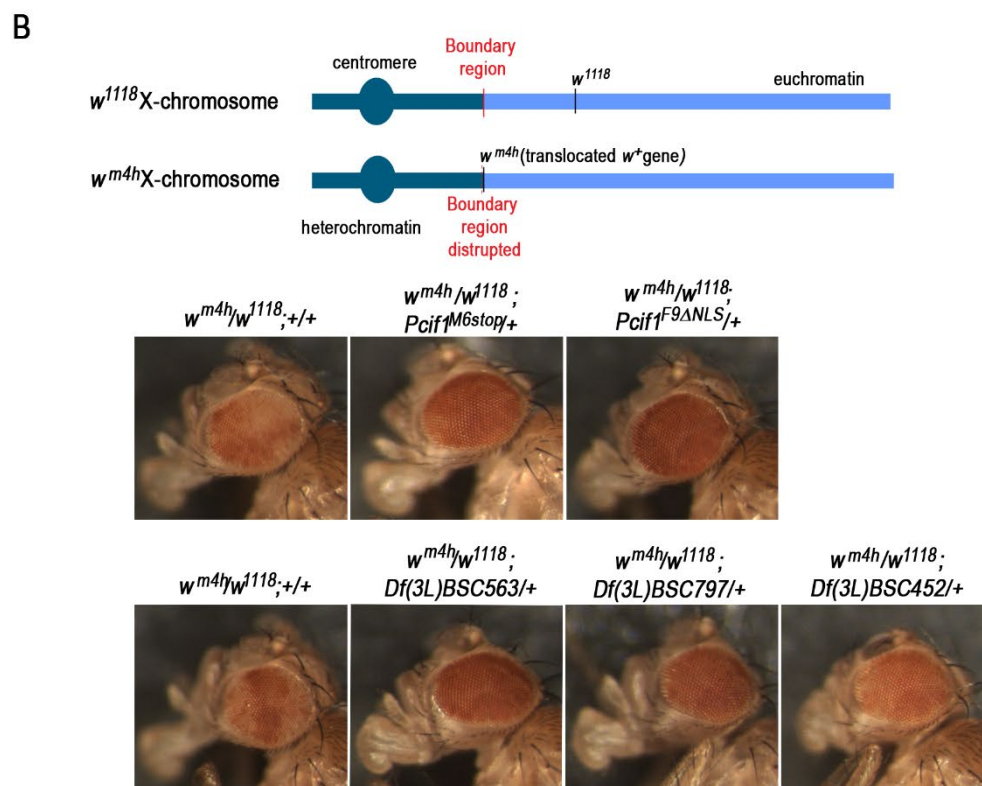 B
centromere
Boundary
region
w¹¹¹⁸
euchromatin
w¹¹¹⁸X-chromosome
wᵐ⁴ʰ(translocated w⁺gene)
wᵐ⁴ʰX-chromosome
heterochromatin
Boundary
region
distrupted
wᵐ⁴ʰ/w¹¹¹⁸;+/+
wᵐ⁴ʰ/w¹¹¹⁸;
Pcif1ᴹ⁶ˢᵗᵒᵖ/+
wᵐ⁴ʰ/w¹¹¹⁸;
Pcif1ꟳ⁹ΔNLS/+
wᵐ⁴ʰ/w¹¹¹⁸;+/+
wᵐ⁴ʰ/w¹¹¹⁸;
Df(3L)BSC563/+
wᵐ⁴ʰ/w¹¹¹⁸;
Df(3L)BSC797/+
wᵐ⁴ʰ/w¹¹¹⁸;
Df(3L)BSC452/+